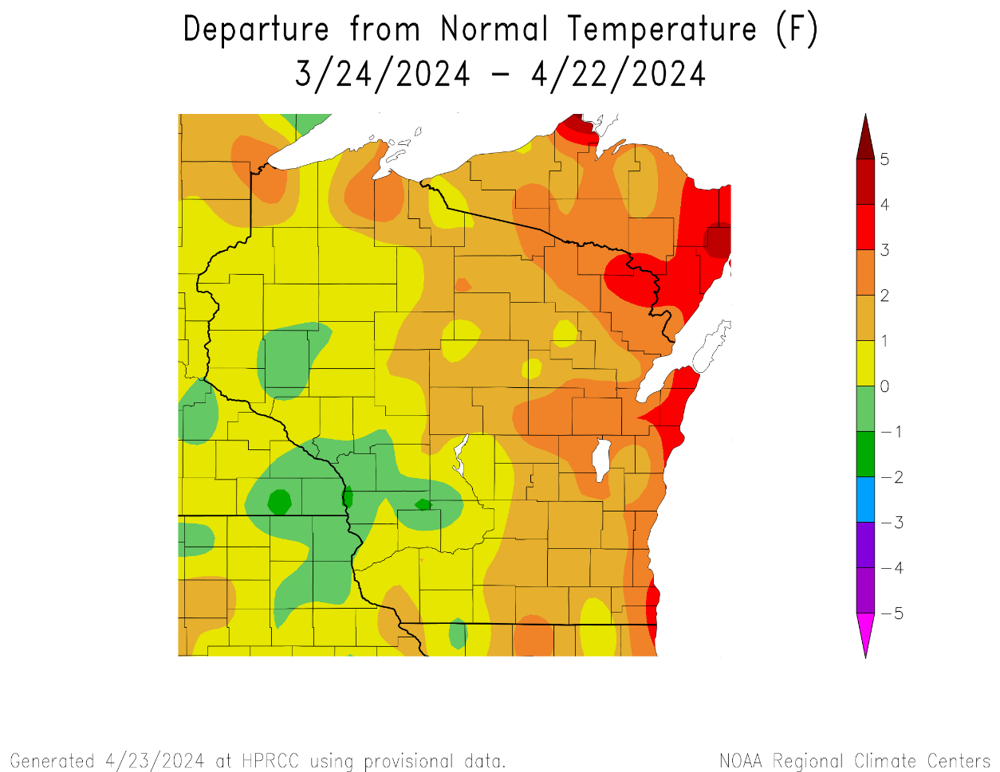 Departure from Normal Temperature (F)
3/24/2024 – 4/22/2024
5
4
3
2
1
0
−1
−2
−3
−4
−5
Generated 4/23/2024 at HPRCC using provisional data.
NOAA Regional Climate Centers